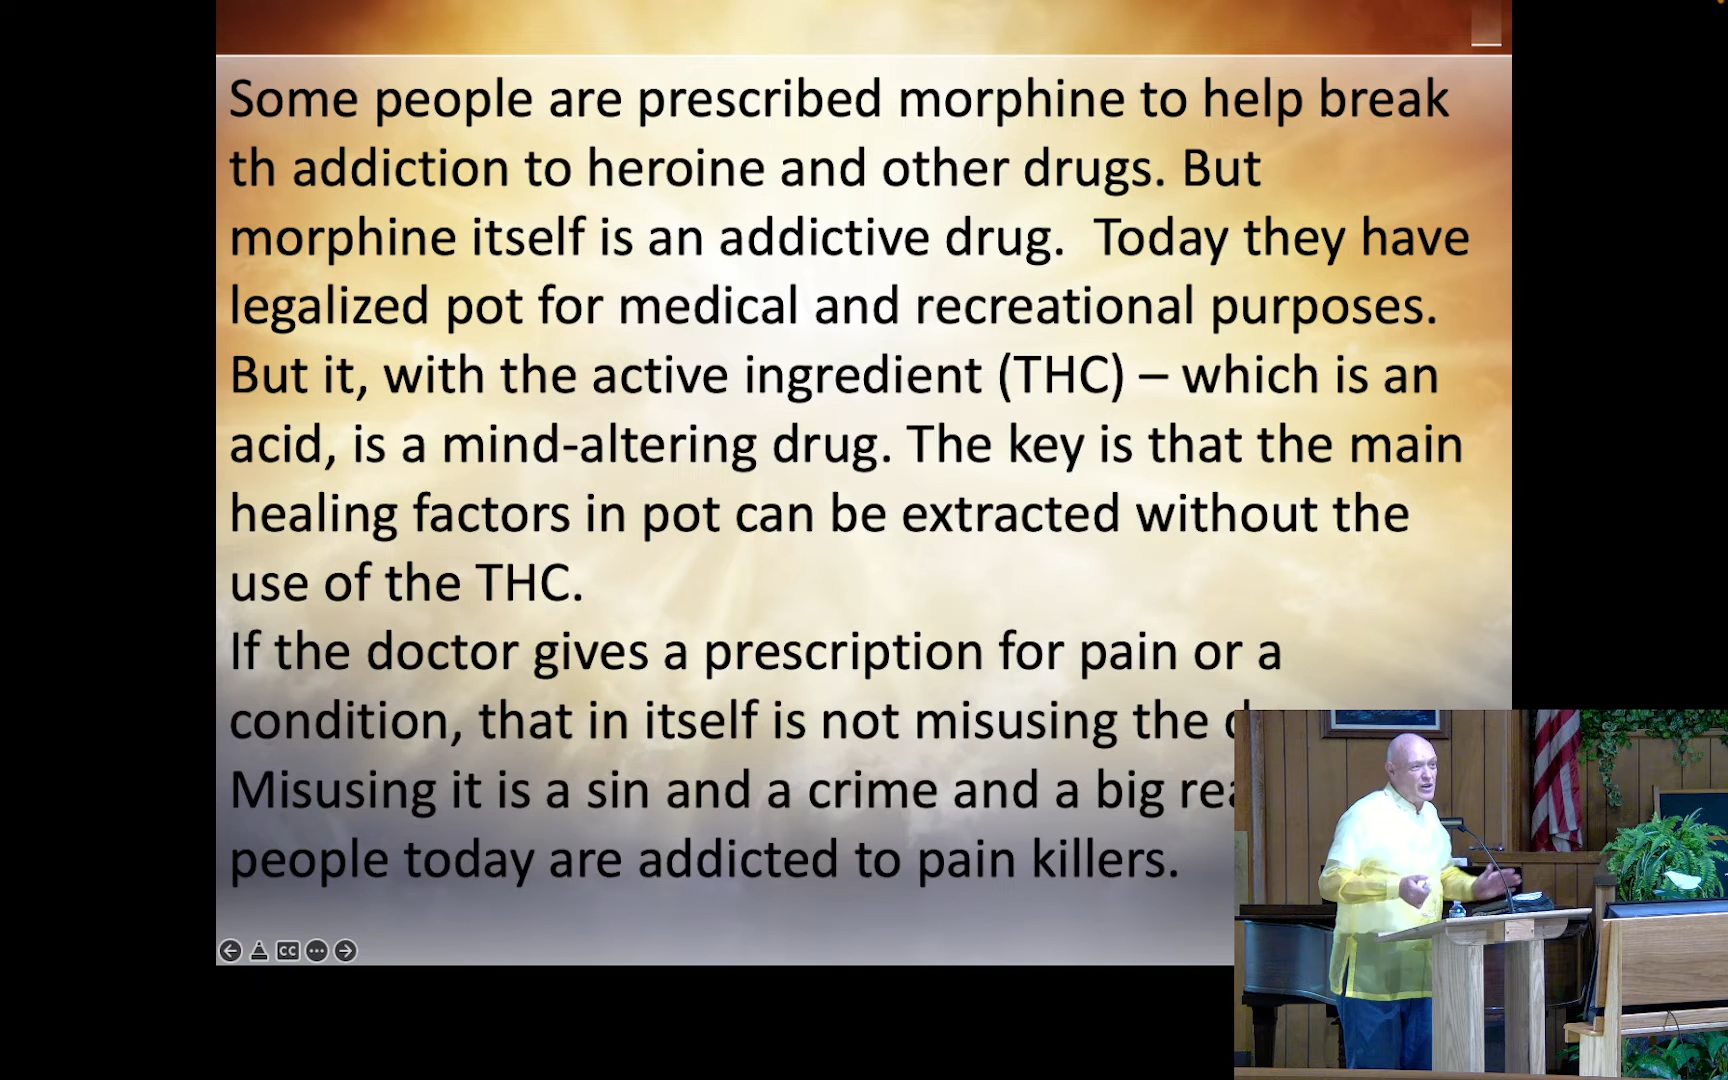 Some people are prescribed morphine to help break
th addiction to heroine and other drugs. But
morphine itself is an addictive drug.  Today they have
legalized pot for medical and recreational purposes.
But it, with the active ingredient (THC) – which is an
acid, is a mind-altering drug. The key is that the main
healing factors in pot can be extracted without the
use of the THC.
If the doctor gives a prescription for pain or a
condition, that in itself is not misusing the
Misusing it is a sin and a crime and a big
people today are addicted to pain killers.
CC